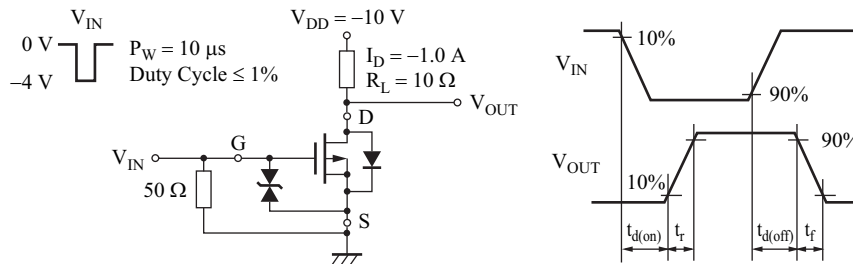 V_IN
0 V
−4 V
P_W = 10 μs
Duty Cycle ≤ 1%
V_DD = −10 V
I_D = −1.0 A
R_L = 10 Ω
V_OUT
D
V_IN
G
50 Ω
S
V_IN
10%
90%
V_OUT
10%
90%
t_d(on) t_r t_d(off) t_f